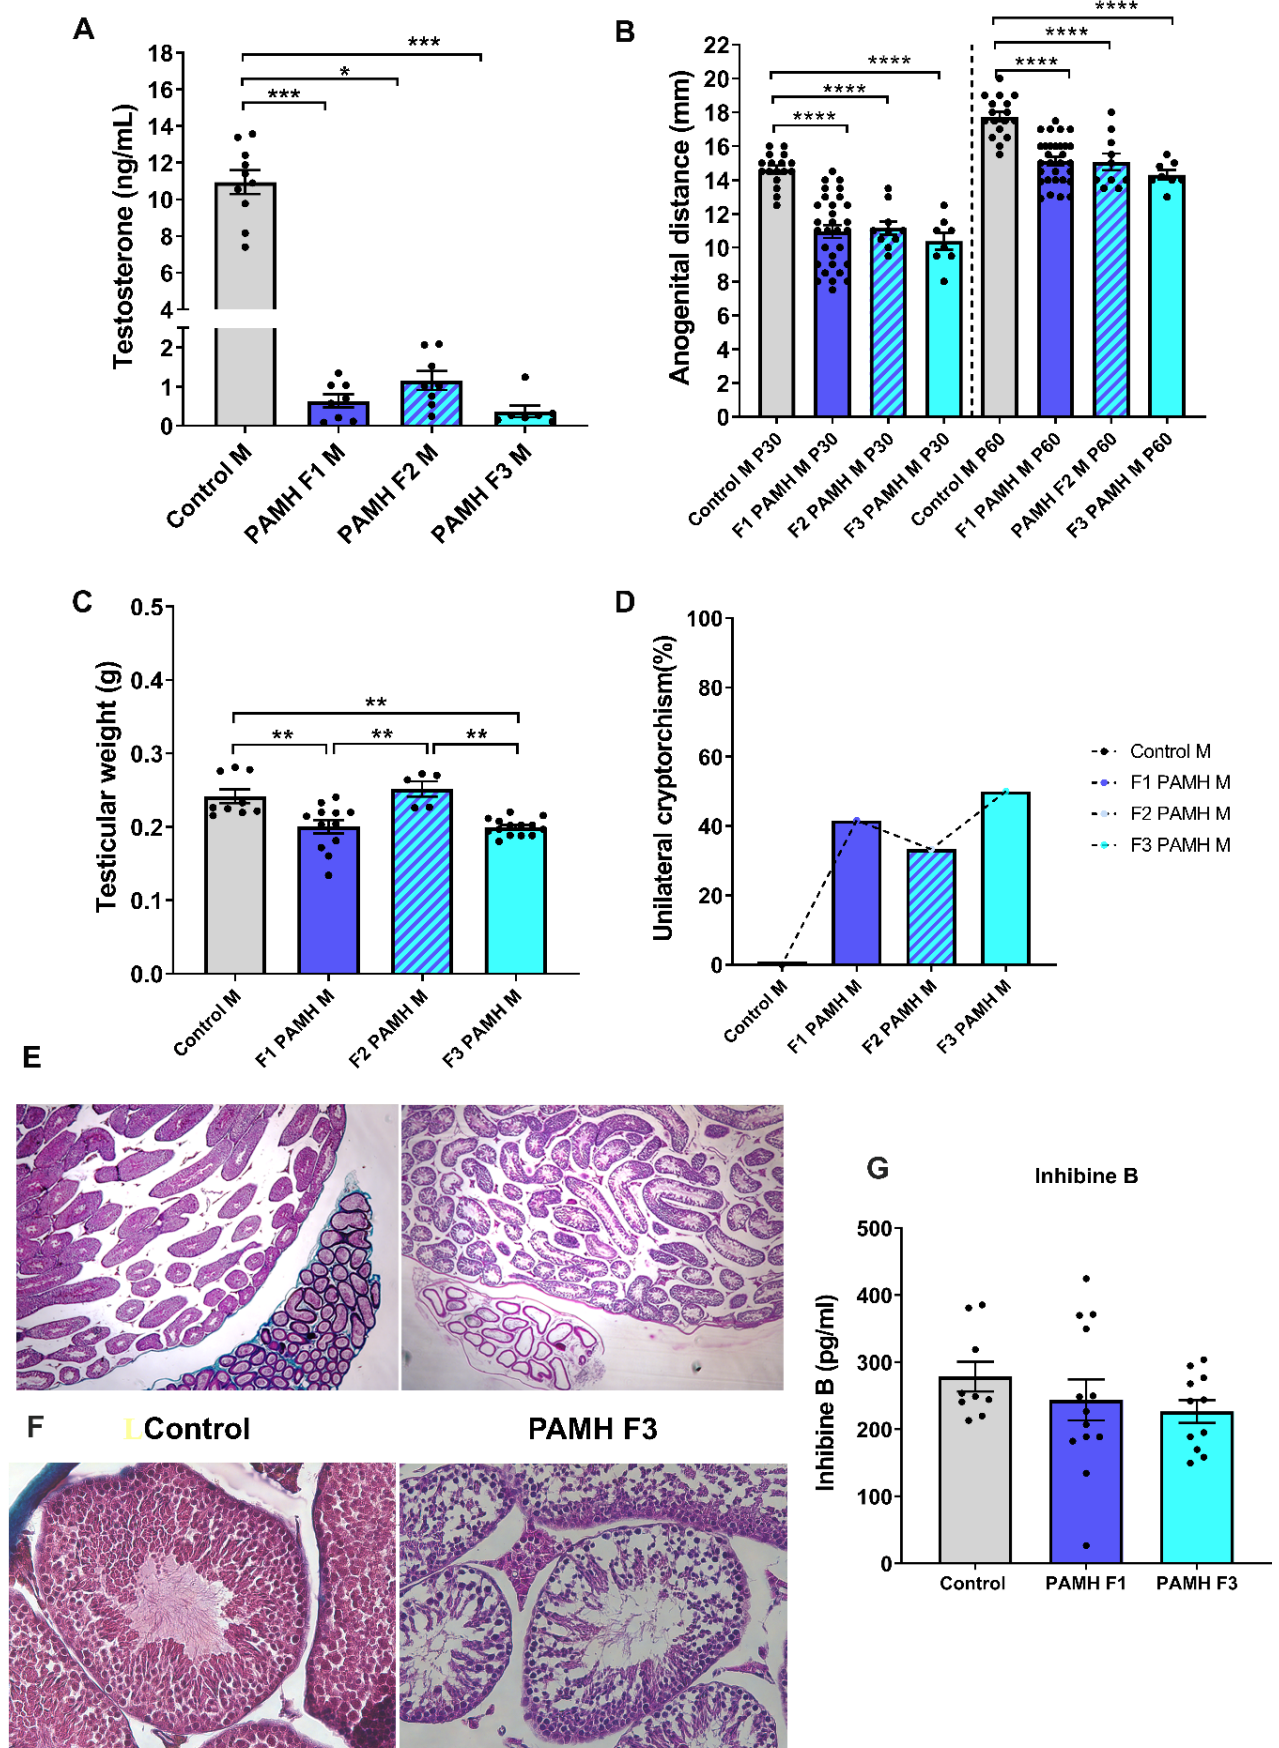 A
Testosterone (ng/mL)
18
16
14
12
10
8
6
4
2
1
0
***
*
***
Control M
PAMH F1 M
PAMH F2 M
PAMH F3 M
B
Anogenital distance (mm)
22
20
18
16
14
12
10
8
6
4
2
0
****
****
****
****
****
****
Control M P30
F1 PAMH M P30
F2 PAMH M P30
F3 PAMH M P30
Control M P60
F1 PAMH M P60
PAMH F2 M P60
F3 PAMH M P60
C
Testicular weight (g)
0.5
0.4
0.3
0.2
0.1
0.0
**
**
**
**
Control M
F1 PAMH M
F2 PAMH M
F3 PAMH M
D
Unilateral cryptorchism(%)
100
80
60
40
20
0
Control M
F1 PAMH M
F2 PAMH M
F3 PAMH M
Control M
F1 PAMH M
F2 PAMH M
F3 PAMH M
E
F
LControl
PAMH F3
G
Inhibine B
Inhibine B (pg/ml)
500
400
300
200
100
0
Control
PAMH F1
PAMH F3